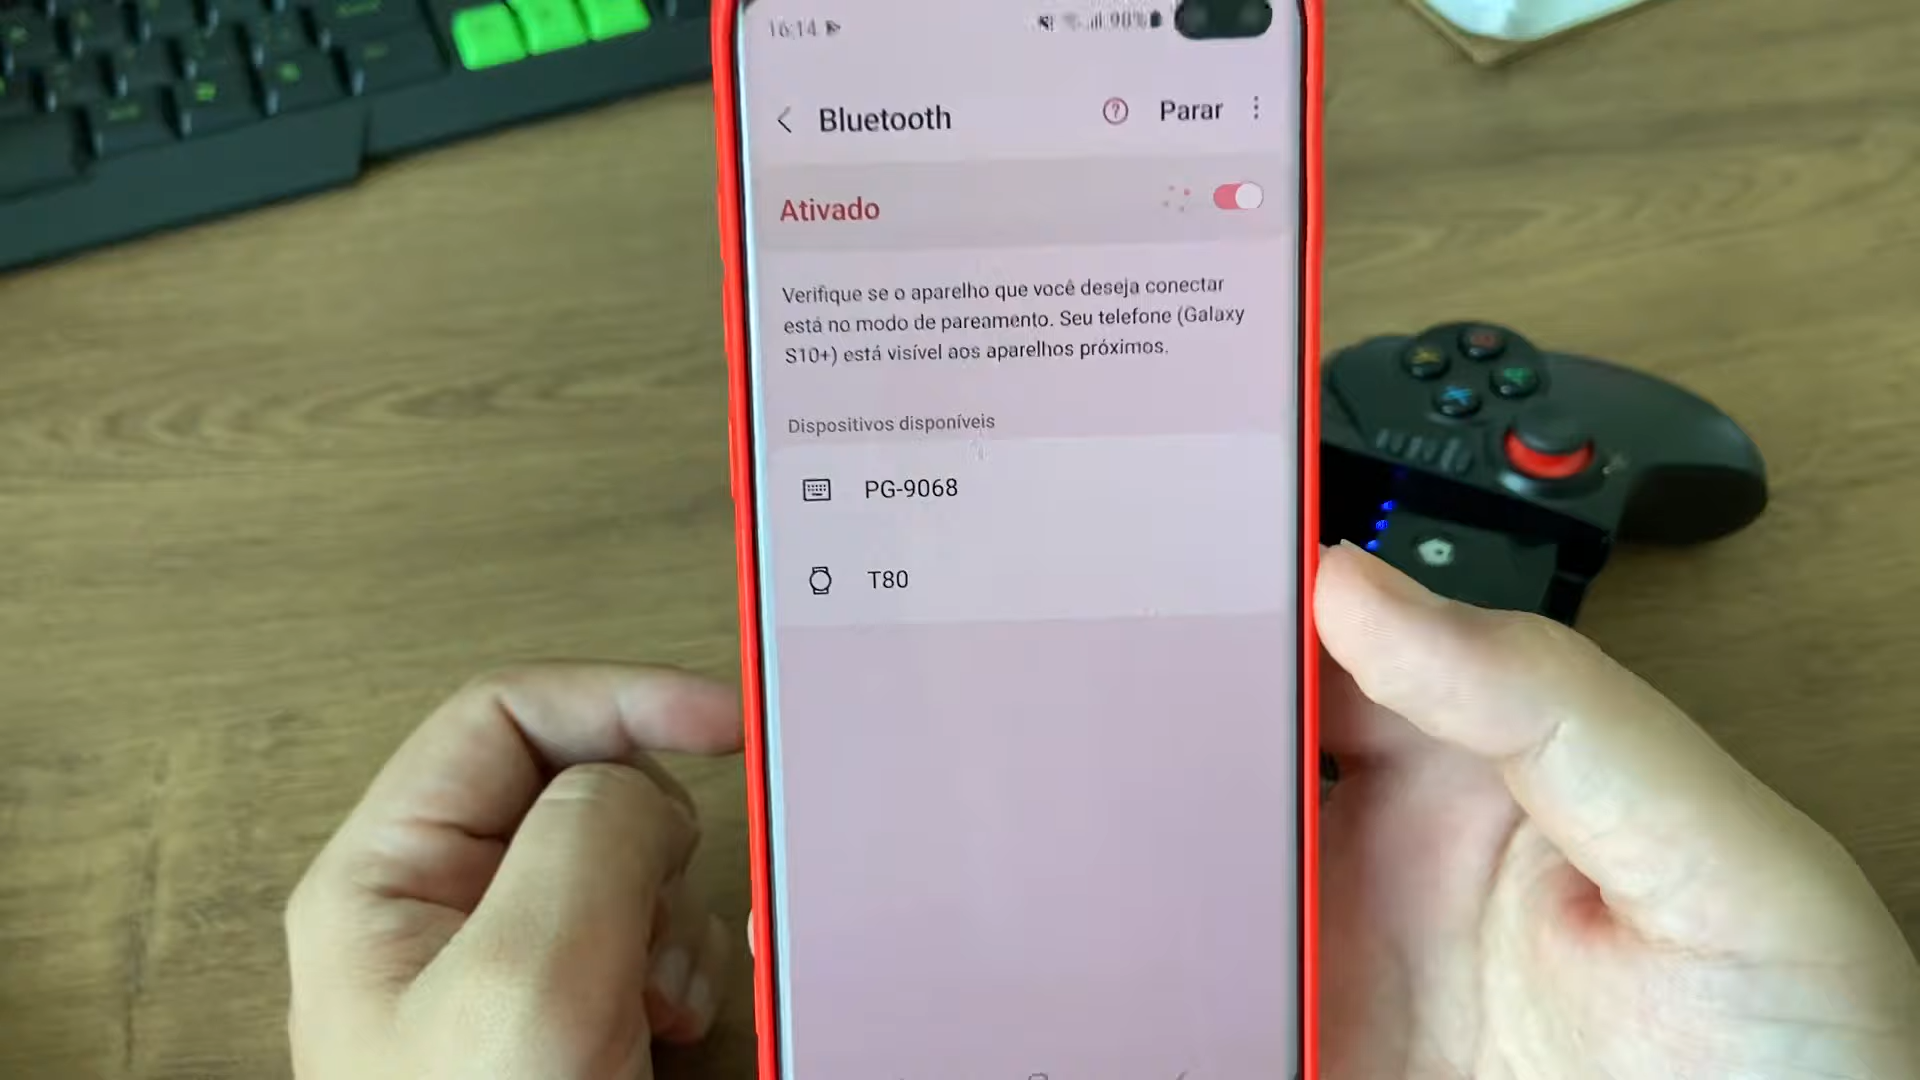 16:14
98%
Bluetooth
Parar
Ativado
Verifique se o aparelho que você deseja conectar
está no modo de pareamento. Seu telefone (Galaxy
S10+) está visível aos aparelhos próximos.
Dispositivos disponíveis
PG-9068
T80